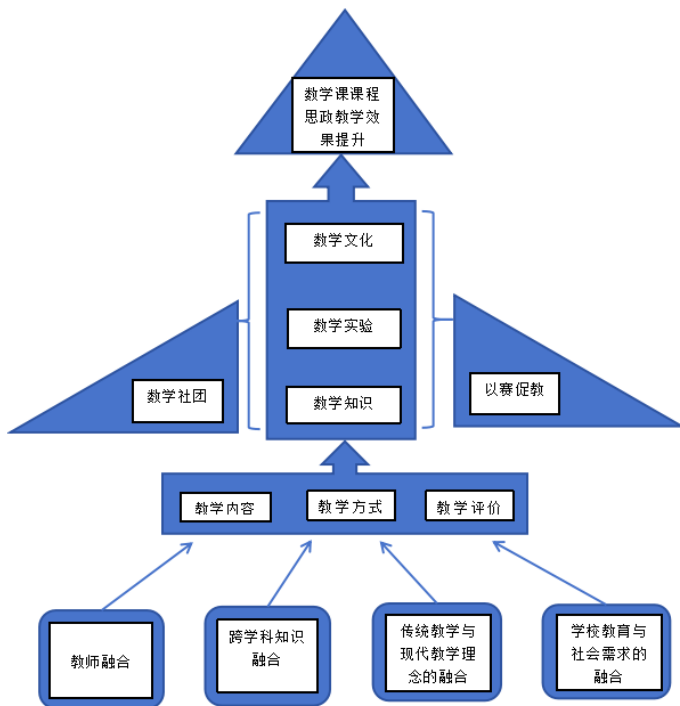 数学课课程
思政教学效
果提升
数学文化
数学实验
数学社团
数学知识
以赛促教
教学内容
教学方式
教学评价
教师融合
跨学科知识
融合
传统教学与
现代教学理
念的融合
学校教育与
社会需求的
融合